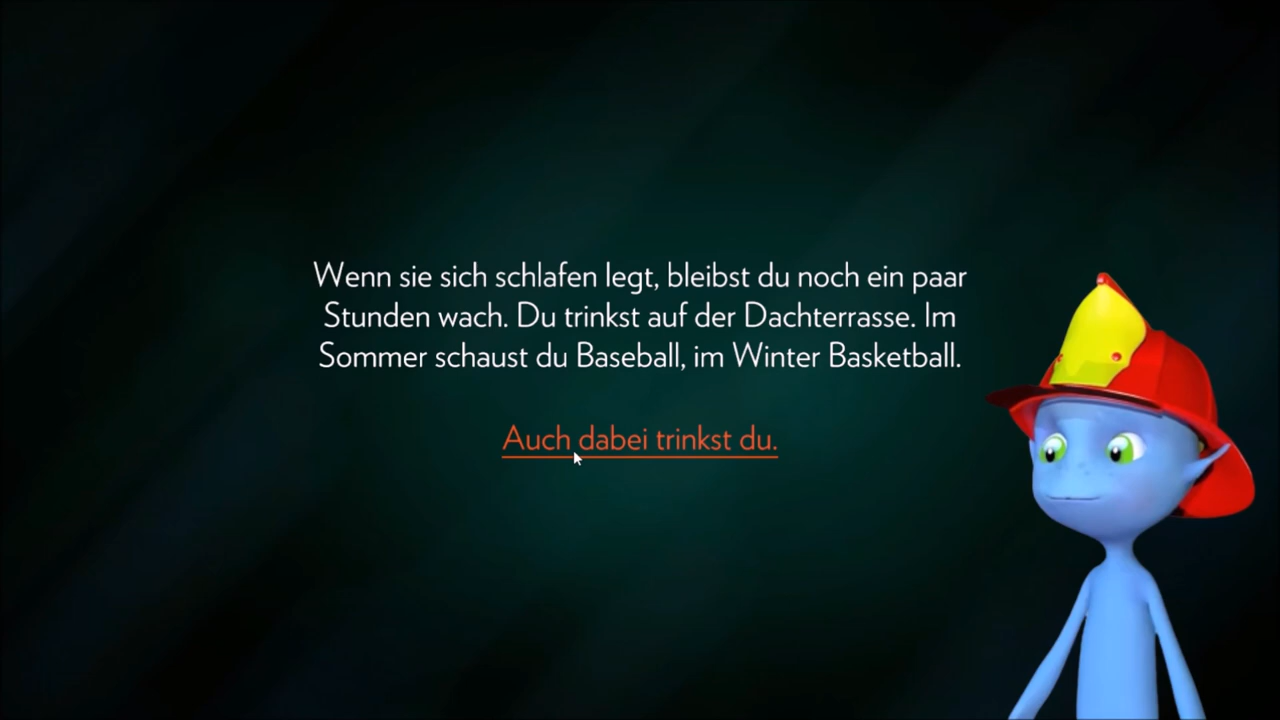 Wenn sie sich schlafen legt, bleibst du noch ein paar
Stunden wach. Du trinkst auf der Dachterrasse. Im
Sommer schaust du Baseball, im Winter Basketball.
Auch dabei trinkst du.